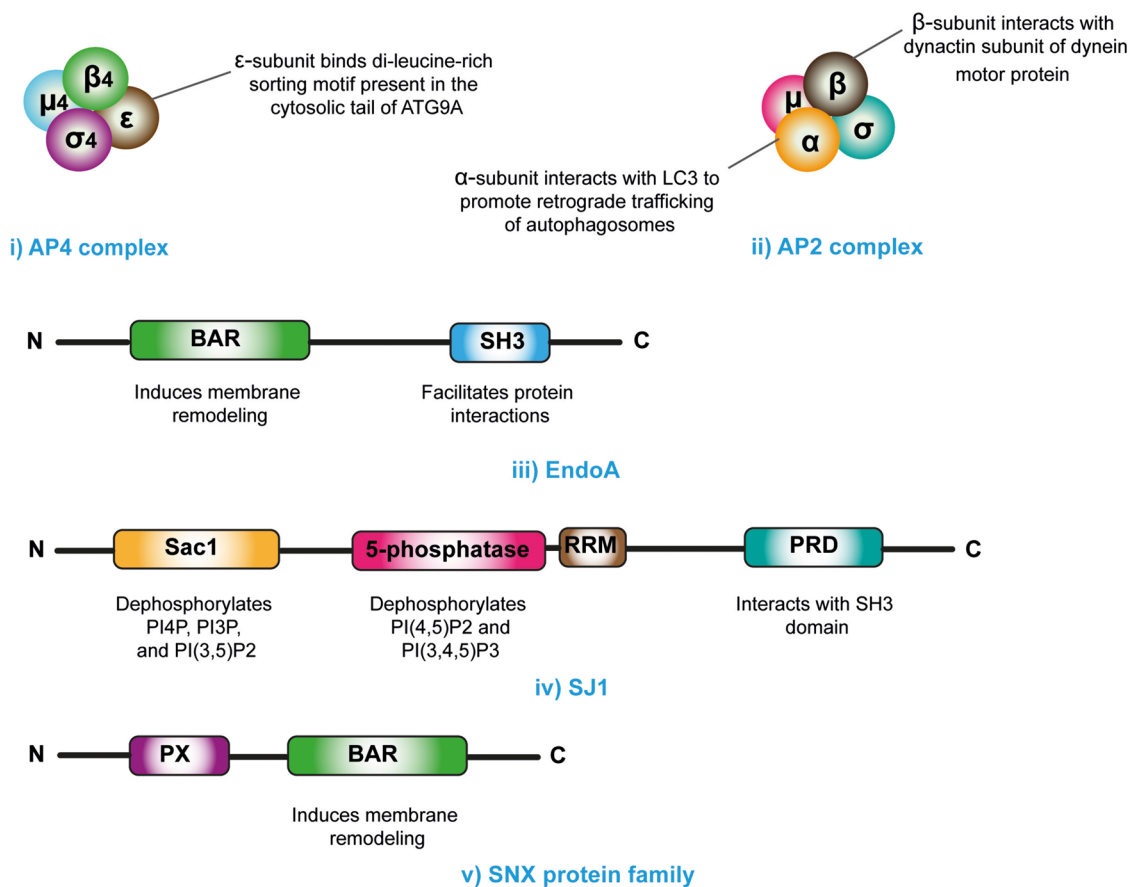 β4
μ4
ε
σ4
ε-subunit binds di-leucine-rich
sorting motif present in the
cytosolic tail of ATG9A
i) AP4 complex
β-subunit interacts with
dynactin subunit of dynein
motor protein
μ
β
α
σ
α-subunit interacts with LC3 to
promote retrograde trafficking
of autophagosomes
ii) AP2 complex
N
BAR
SH3
C
Induces membrane
remodeling
Facilitates protein
interactions
iii) EndoA
N
Sac1
5-phosphatase
RRM
PRD
C
Dephosphorylates
PI4P, PI3P,
and PI(3,5)P2
Dephosphorylates
PI(4,5)P2 and
PI(3,4,5)P3
Interacts with SH3
domain
iv) SJ1
N
PX
BAR
C
Induces membrane
remodeling
v) SNX protein family